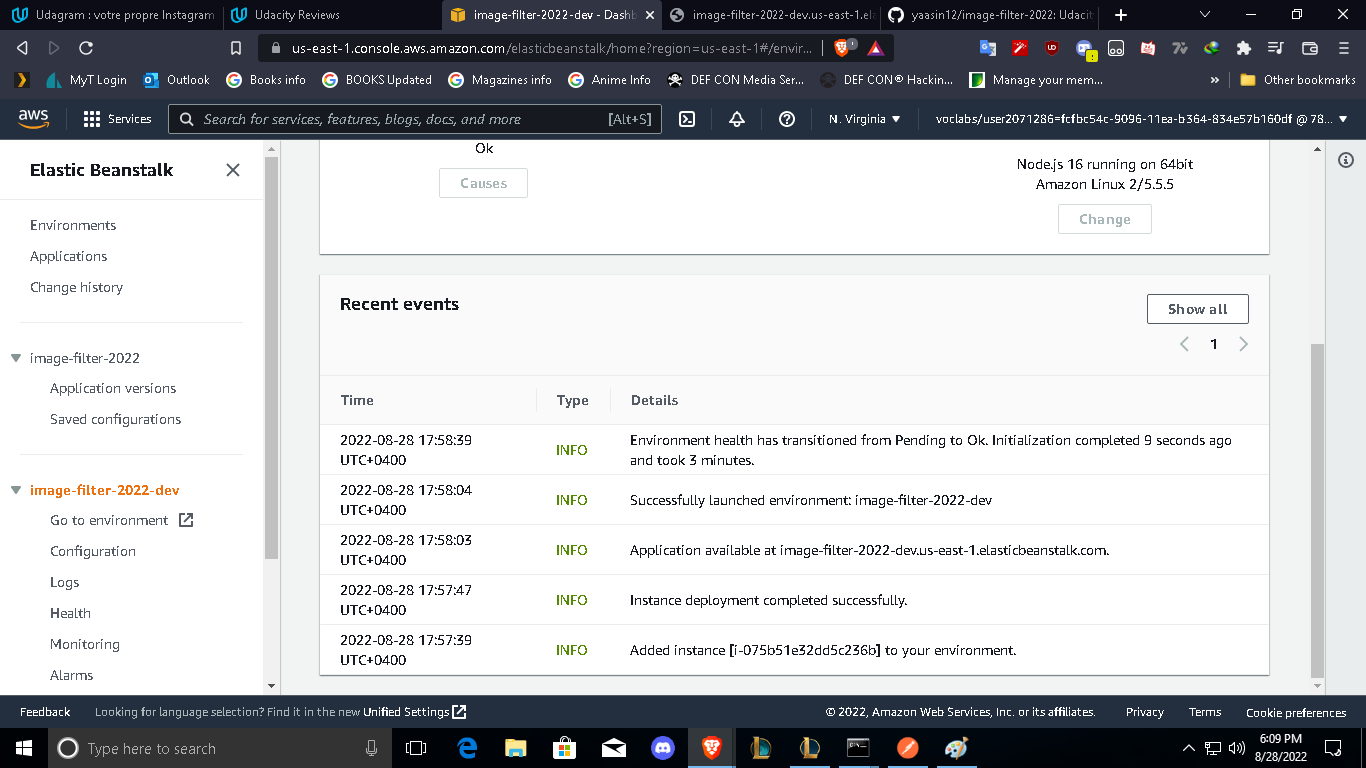 Udagram : votre propre Instagram
Udacity Reviews
image-filter-2022-dev - Dashb
image-filter-2022-dev.us-east-1.ela
yaasin12/image-filter-2022: Udacit
us-east-1.console.aws.amazon.com/elasticbeanstalk/home?region=us-east-1#/envir...
MyT Login
Outlook
Books info
BOOKS Updated
Magazines info
Anime Info
DEF CON Media Ser...
DEF CON® Hackin...
Manage your mem...
»
Other bookmarks
aws
Services
Search for services, features, blogs, docs, and more
[Alt+S]
N. Virginia
voclabs/user2071286=fcfbc54c-9096-11ea-b364-834e57b160df @ 78...
Elastic Beanstalk
Environments
Applications
Change history
image-filter-2022
Application versions
Saved configurations
image-filter-2022-dev
Go to environment
Configuration
Logs
Health
Monitoring
Alarms
Ok
Causes
Node.js 16 running on 64bit
Amazon Linux 2/5.5.5
Change
Recent events
Show all
1
Time Type Details
2022-08-28 17:58:39
UTC+0400
INFO
Environment health has transitioned from Pending to Ok. Initialization completed 9 seconds ago
and took 3 minutes.
2022-08-28 17:58:04
UTC+0400
INFO
Successfully launched environment: image-filter-2022-dev
2022-08-28 17:58:03
UTC+0400
INFO
Application available at image-filter-2022-dev.us-east-1.elasticbeanstalk.com.
2022-08-28 17:57:47
UTC+0400
INFO
Instance deployment completed successfully.
2022-08-28 17:57:39
UTC+0400
INFO
Added instance [i-075b51e32dd5c236b] to your environment.
Feedback
Looking for language selection? Find it in the new Unified Settings
© 2022, Amazon Web Services, Inc. or its affiliates.
Privacy
Terms
Cookie preferences
Type here to search
6:09 PM
8/28/2022